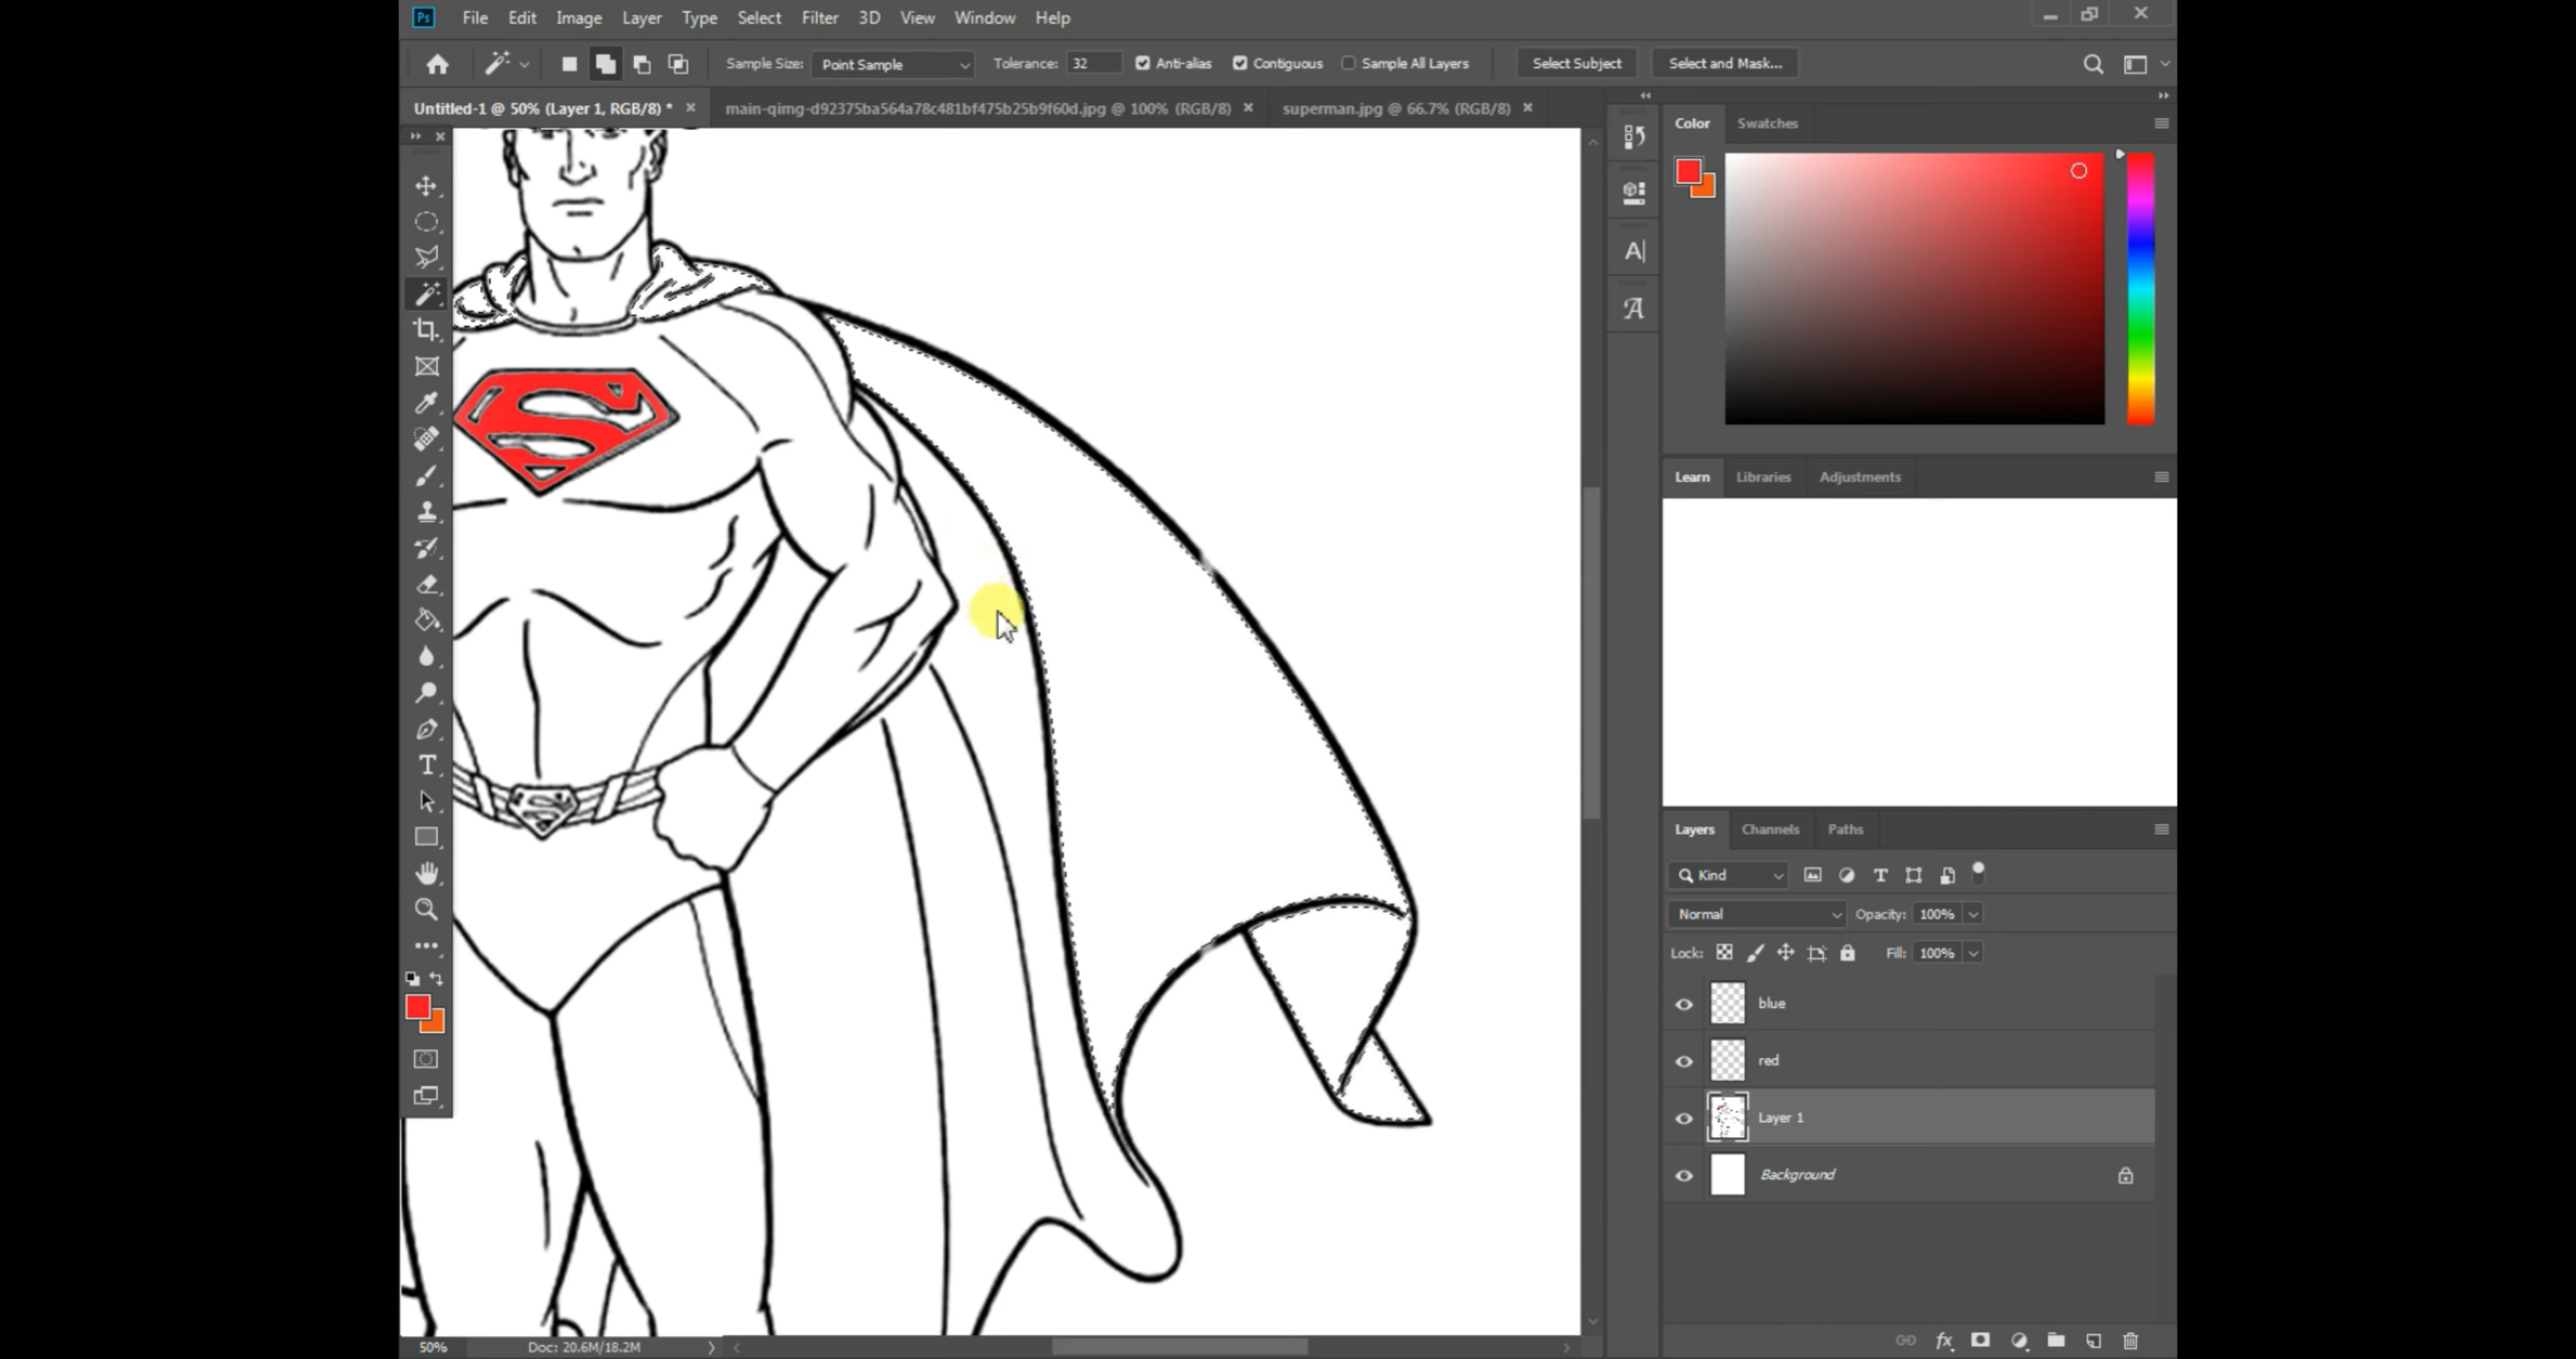 Ps File Edit Image Layer Type Select Filter 3D View Window Help
Sample Size: Point Sample Tolerance: 32 Anti-alias Contiguous Sample All Layers Select Subject Select and Mask...
Untitled-1 @ 50% (Layer 1, RGB/8) * main-qimg-d92375ba564a78c481bf475b25b9f60d.jpg @ 100% (RGB/8) superman.jpg @ 66.7% (RGB/8)
Color Swatches
Learn Libraries Adjustments
Layers Channels Paths
Kind
Normal Opacity: 100%
Lock: Fill: 100%
blue
red
Layer 1
Background
50% Doc: 20.6M/18.2M